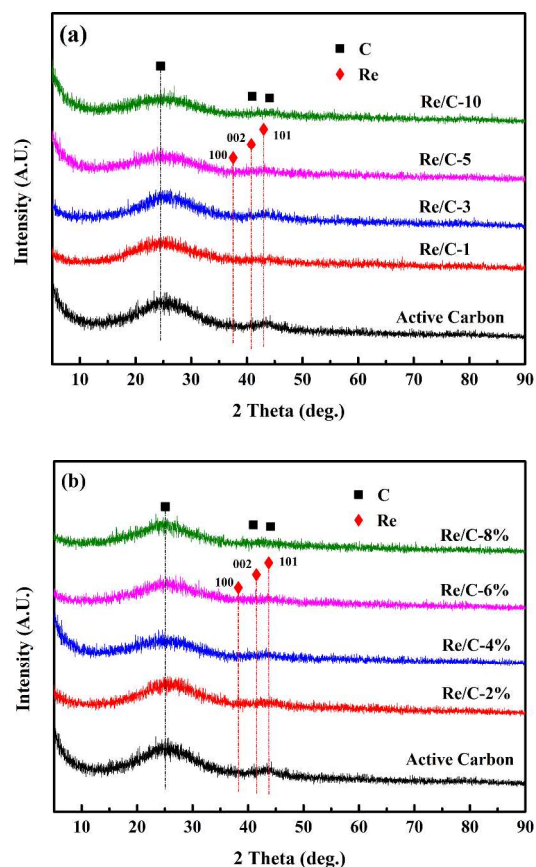 (a)
C
Re
Re/C-10
101
002
100
Re/C-5
Re/C-3
Re/C-1
Active Carbon
Intensity (A.U.)
10 20 30 40 50 60 70 80 90
2 Theta (deg.)
(b)
C
Re
Re/C-8%
101
002
100
Re/C-6%
Re/C-4%
Re/C-2%
Active Carbon
Intensity (A.U.)
10 20 30 40 50 60 70 80 90
2 Theta (deg.)